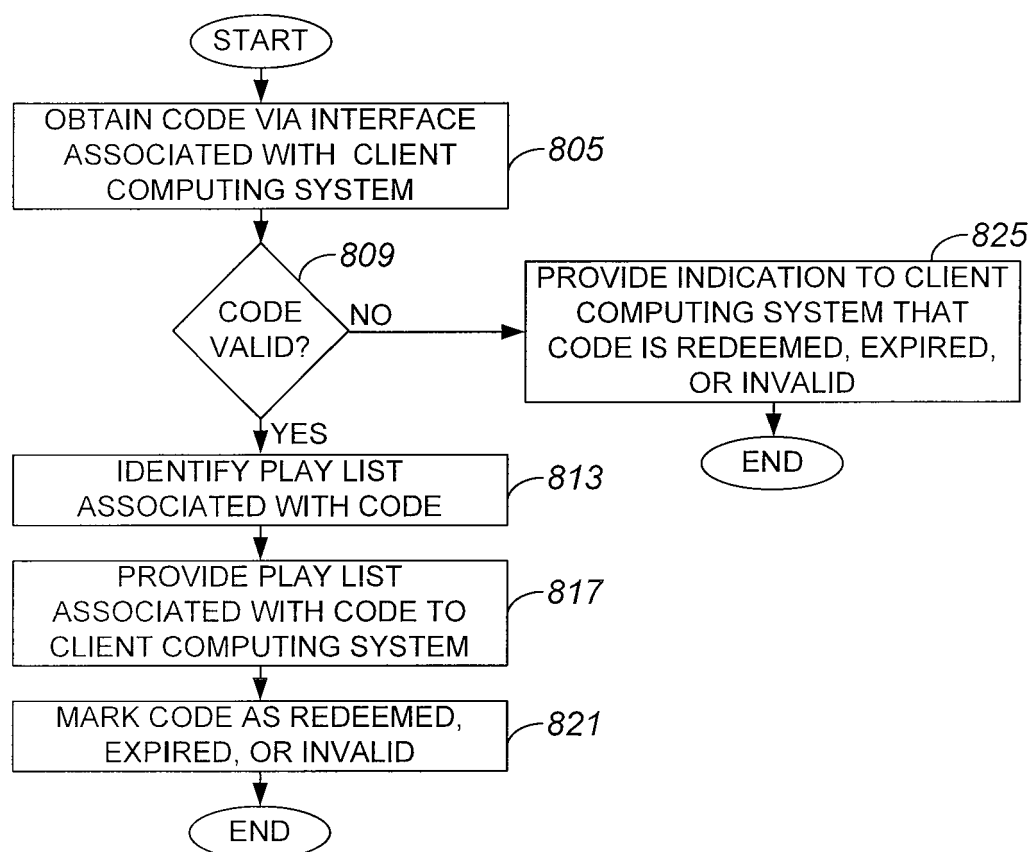 START
OBTAIN CODE VIA INTERFACE
ASSOCIATED WITH CLIENT
COMPUTING SYSTEM
805
809
CODE
VALID?
NO
825
PROVIDE INDICATION TO CLIENT
COMPUTING SYSTEM THAT
CODE IS REDEEMED, EXPIRED,
OR INVALID
END
YES
IDENTIFY PLAY LIST
ASSOCIATED WITH CODE
813
PROVIDE PLAY LIST
ASSOCIATED WITH CODE TO
CLIENT COMPUTING SYSTEM
817
MARK CODE AS REDEEMED,
EXPIRED, OR INVALID
821
END